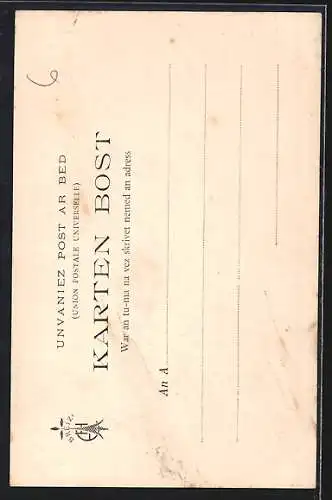 6
UNVANIEZ POST AR BED
(UNION POSTALE UNIVERSELLE)
KARTEN BOST
War an tu-ma na vez skrivet nemed an adress
An A